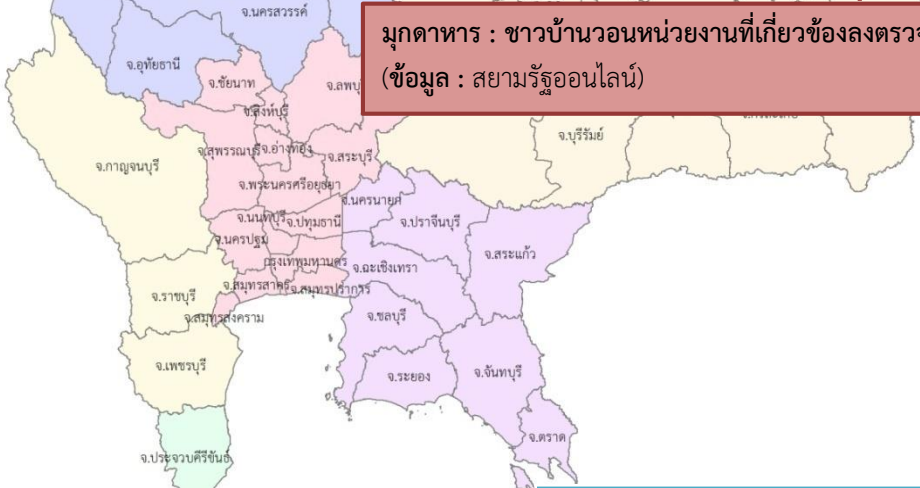 จ.นครสวรรค์
มุกดาหาร : ชาวบ้านวอนหน่วยงานที่เกี่ยวข้องลงตรวจ
(ข้อมูล : สยามรัฐออนไลน์)
จ.อุทัยธานี
จ.ชัยนาท
จ.ลพบุ
จ.สิงห์บุรี
จ.บุรีรัมย์
จ.สุพรรณบุรี
จ.อ่างทอง
จ.สระบุรี
จ.กาญจนบุรี
จ.พระนครศรีอยุธยา
จ.นครนายก
จ.นนทบุรี
จ.ปทุมธานี
จ.ปราจีนบุรี
จ.นครปฐม
จ.สระแก้ว
กรุงเทพมหานคร
จ.ฉะเชิงเทรา
จ.สมุทรสาคร
จ.สมุทรปราการ
จ.ราชบุรี
จ.สมุทรสงคราม
จ.ชลบุรี
จ.เพชรบุรี
จ.ระยอง
จ.จันทบุรี
จ.ตราด
จ.ประจวบคีรีขันธ์